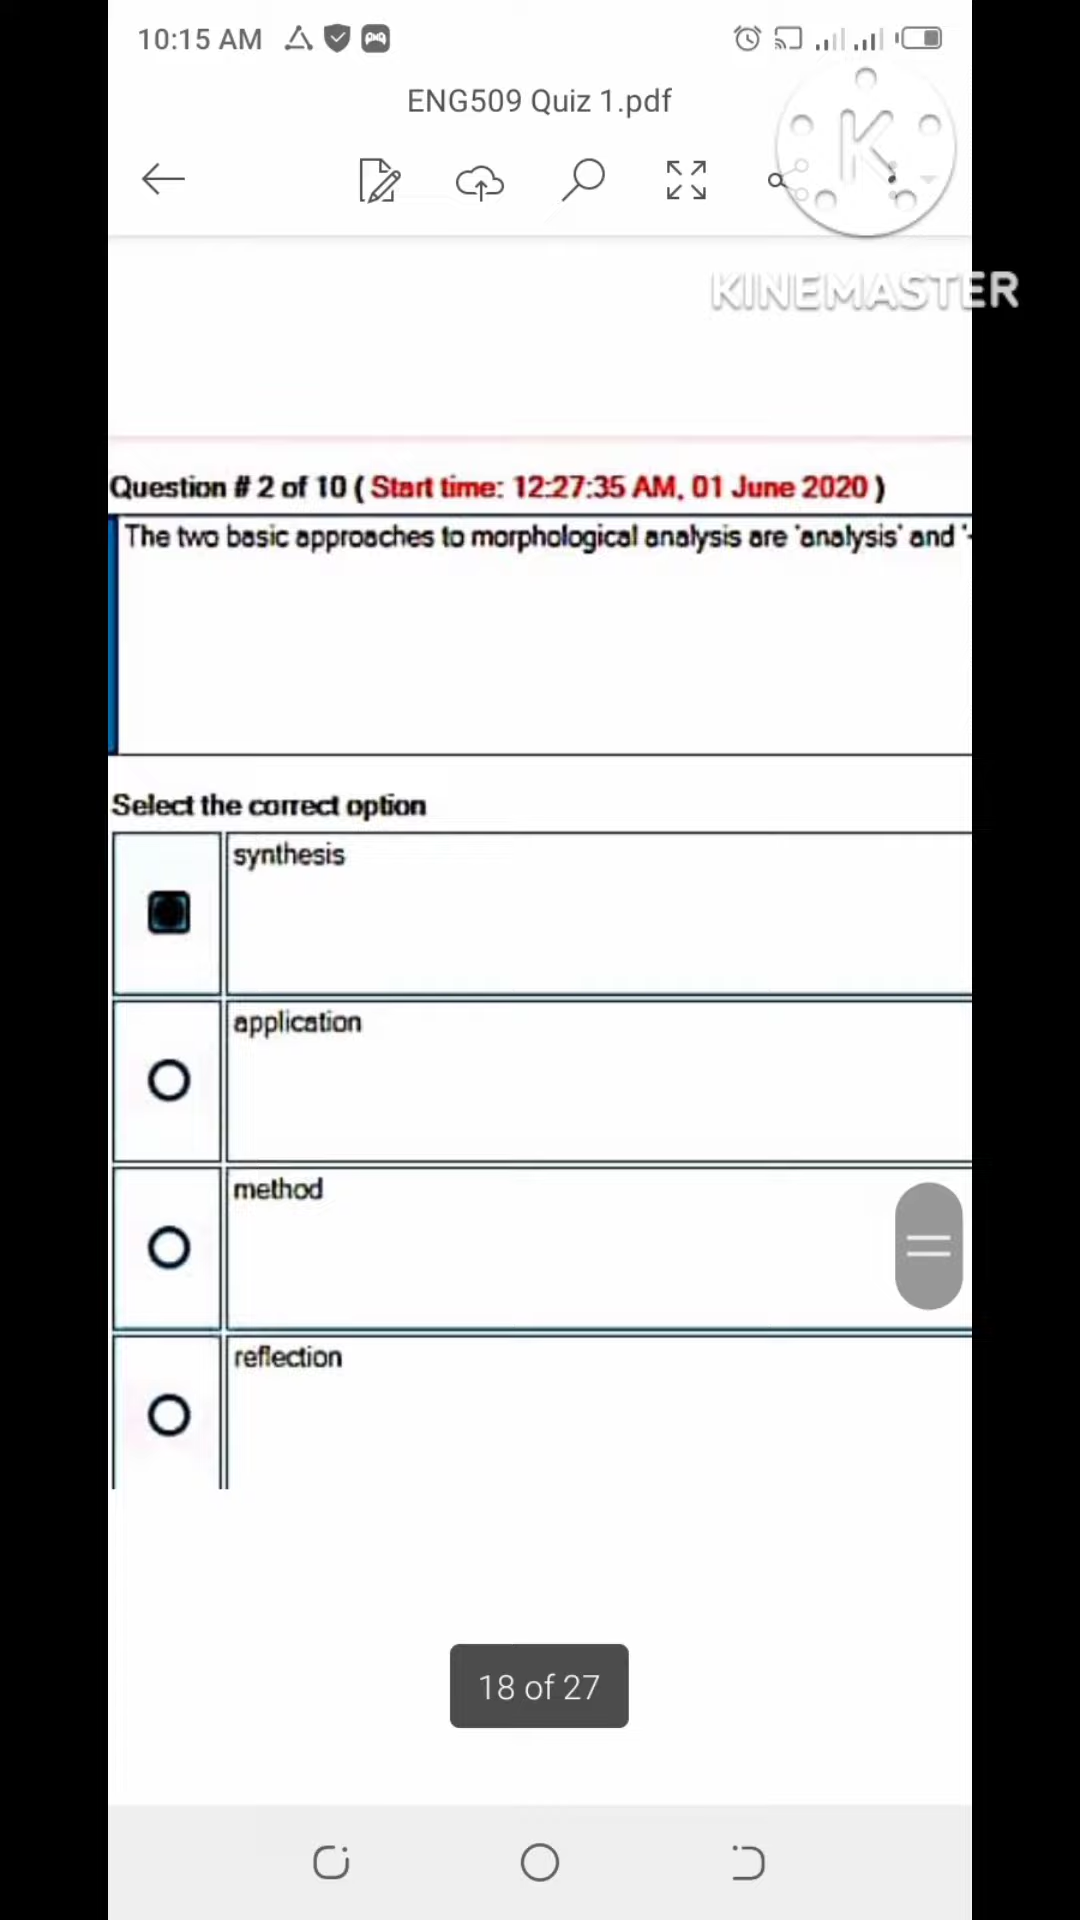 10:15 AM
ENG509 Quiz 1.pdf
K
KINEMASTER
Question # 2 of 10 ( Start time: 12:27:35 AM, 01 June 2020 )
The two basic approaches to morphological analysis are 'analysis' and '-
Select the correct option
synthesis
application
method
reflection
18 of 27